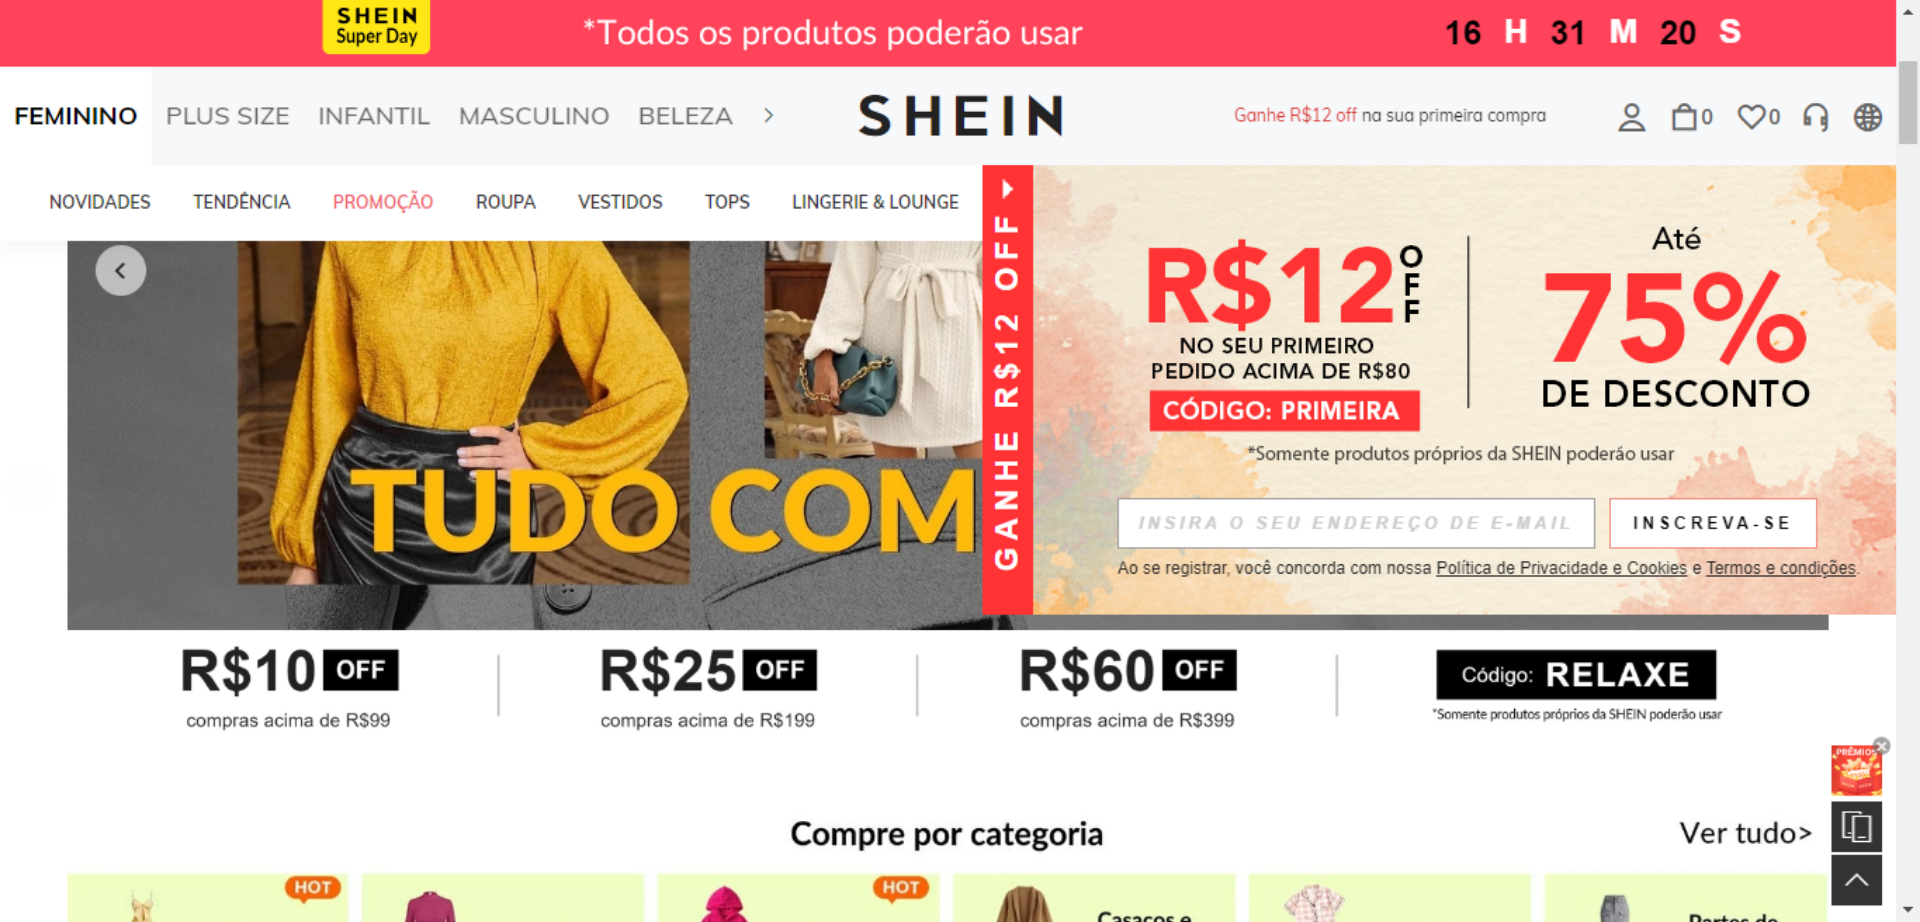 SHEIN
Super Day
*Todos os produtos poderão usar
16 H 31 M 20 S
FEMININO PLUS SIZE INFANTIL MASCULINO BELEZA
SHEIN
Ganhe R$12 off na sua primeira compra
0
0
NOVIDADES TENDÊNCIA PROMOÇÃO ROUPA VESTIDOS TOPS LINGERIE & LOUNGE
TUDO COM
GANHE R$12 OFF
R$12 OFF
NO SEU PRIMEIRO
PEDIDO ACIMA DE R$80
CÓDIGO: PRIMEIRA
Até
75%
DE DESCONTO
*Somente produtos próprios da SHEIN poderão usar
INSIRA O SEU ENDEREÇO DE E-MAIL
INSCREVA-SE
Ao se registrar, você concorda com nossa Política de Privacidade e Cookies e Termos e condições.
R$10 OFF
compras acima de R$99
R$25 OFF
compras acima de R$199
R$60 OFF
compras acima de R$399
Código: RELAXE
*Somente produtos próprios da SHEIN poderão usar
PRÊMIOS
Compre por categoria
Ver tudo>
HOT
HOT
Casacos e
Partes de